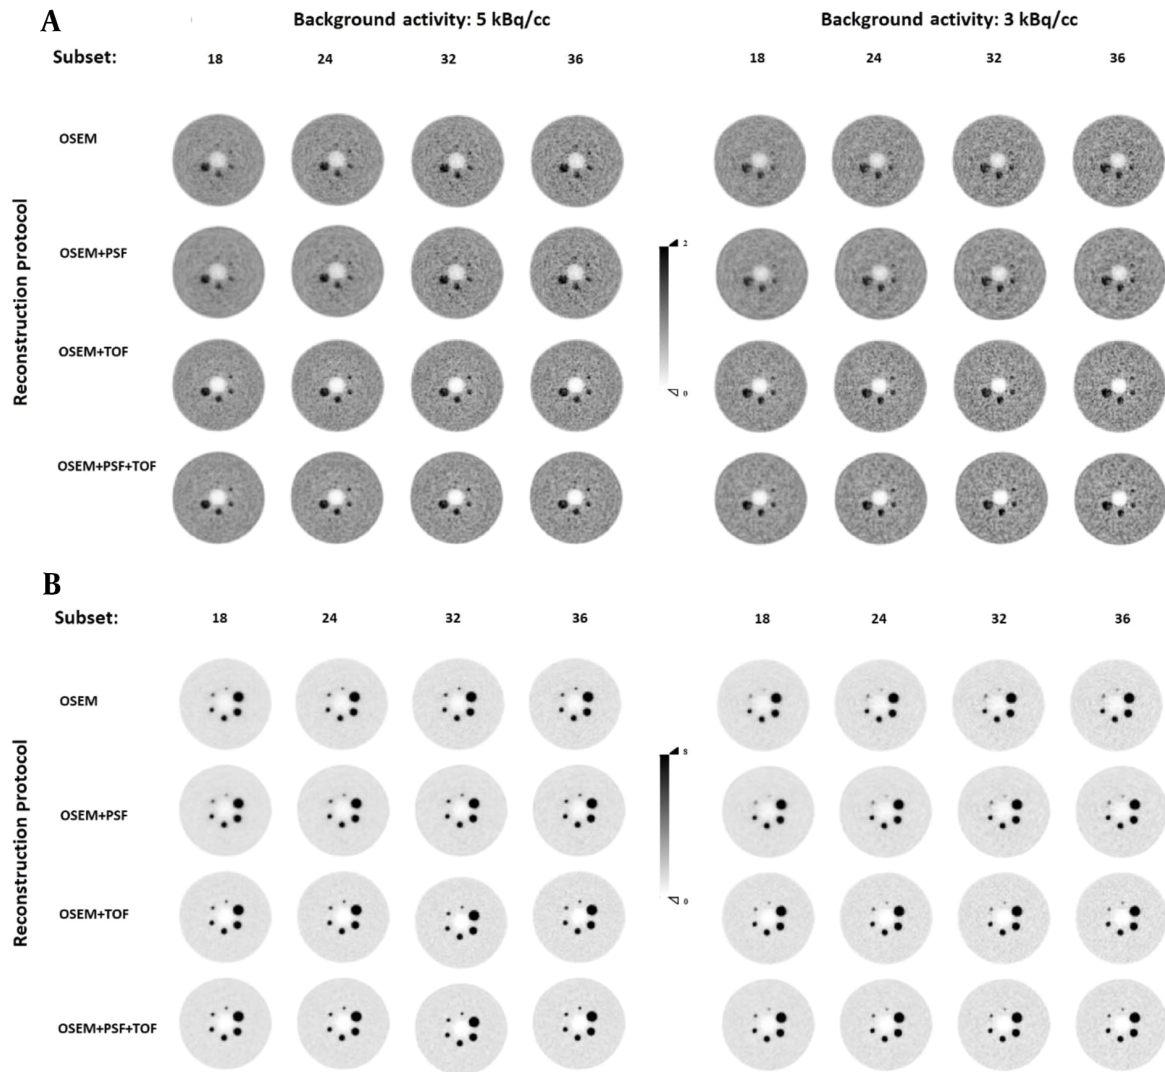 A
Background activity: 5 kBq/cc
Background activity: 3 kBq/cc
Subset:
18 24 32 36
18 24 32 36
Reconstruction protocol
OSEM
OSEM+PSF
2
0
OSEM+TOF
OSEM+PSF+TOF
B
Subset:
18 24 32 36
18 24 32 36
Reconstruction protocol
OSEM
8
OSEM+PSF
0
OSEM+TOF
OSEM+PSF+TOF